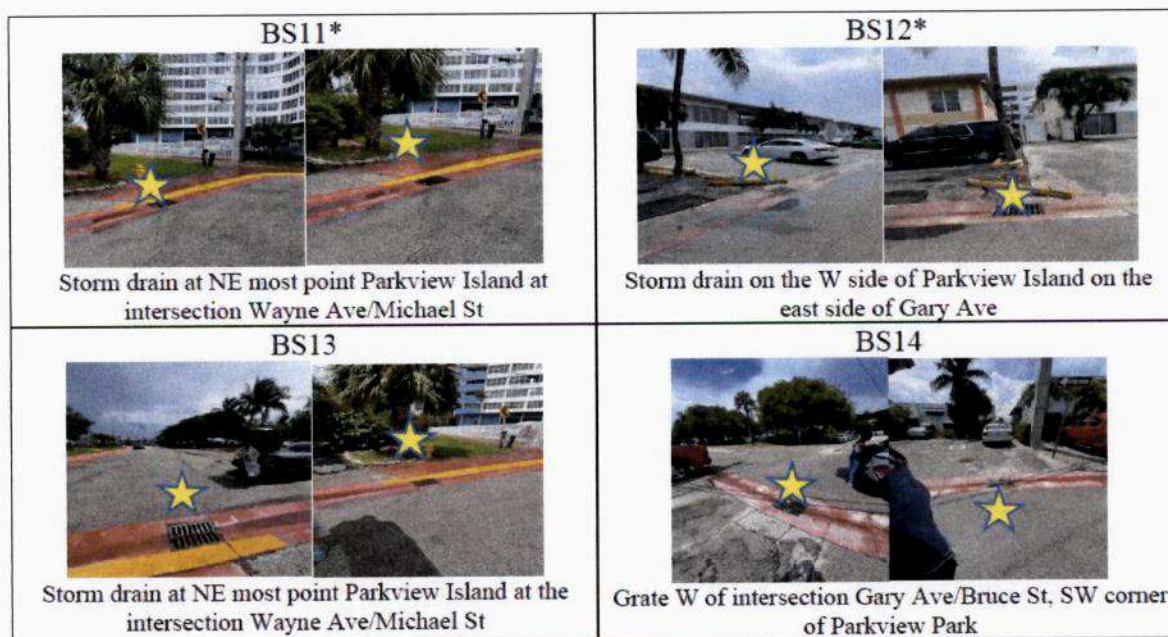 BS11*
Storm drain at NE most point Parkview Island at
intersection Wayne Ave/Michael St
BS12*
Storm drain on the W side of Parkview Island on the
east side of Gary Ave
BS13
Storm drain at NE most point Parkview Island at the
intersection Wayne Ave/Michael St
BS14
Grate W of intersection Gary Ave/Bruce St, SW corner
of Parkview Park